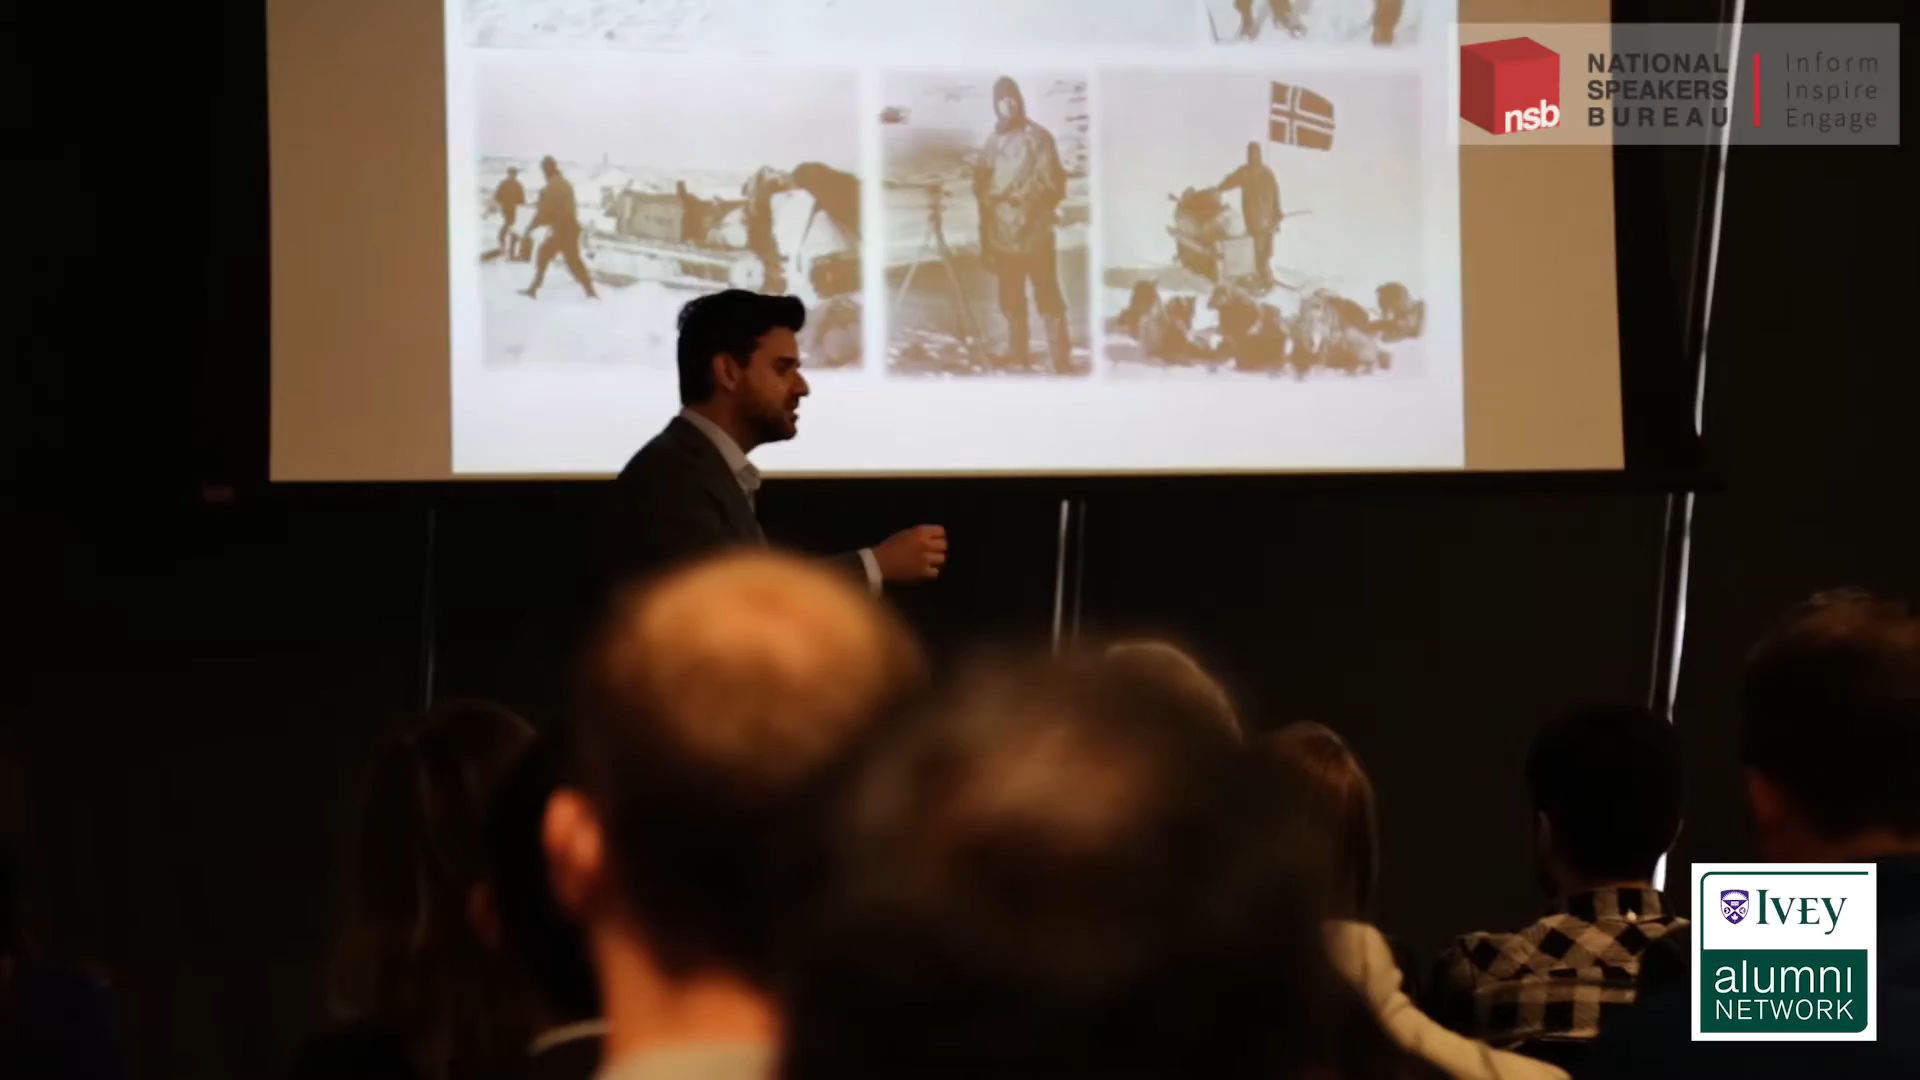 NATIONAL
SPEAKERS
BUREAU
Inform
Inspire
Engage
nsb
IVEY
alumni
NETWORK